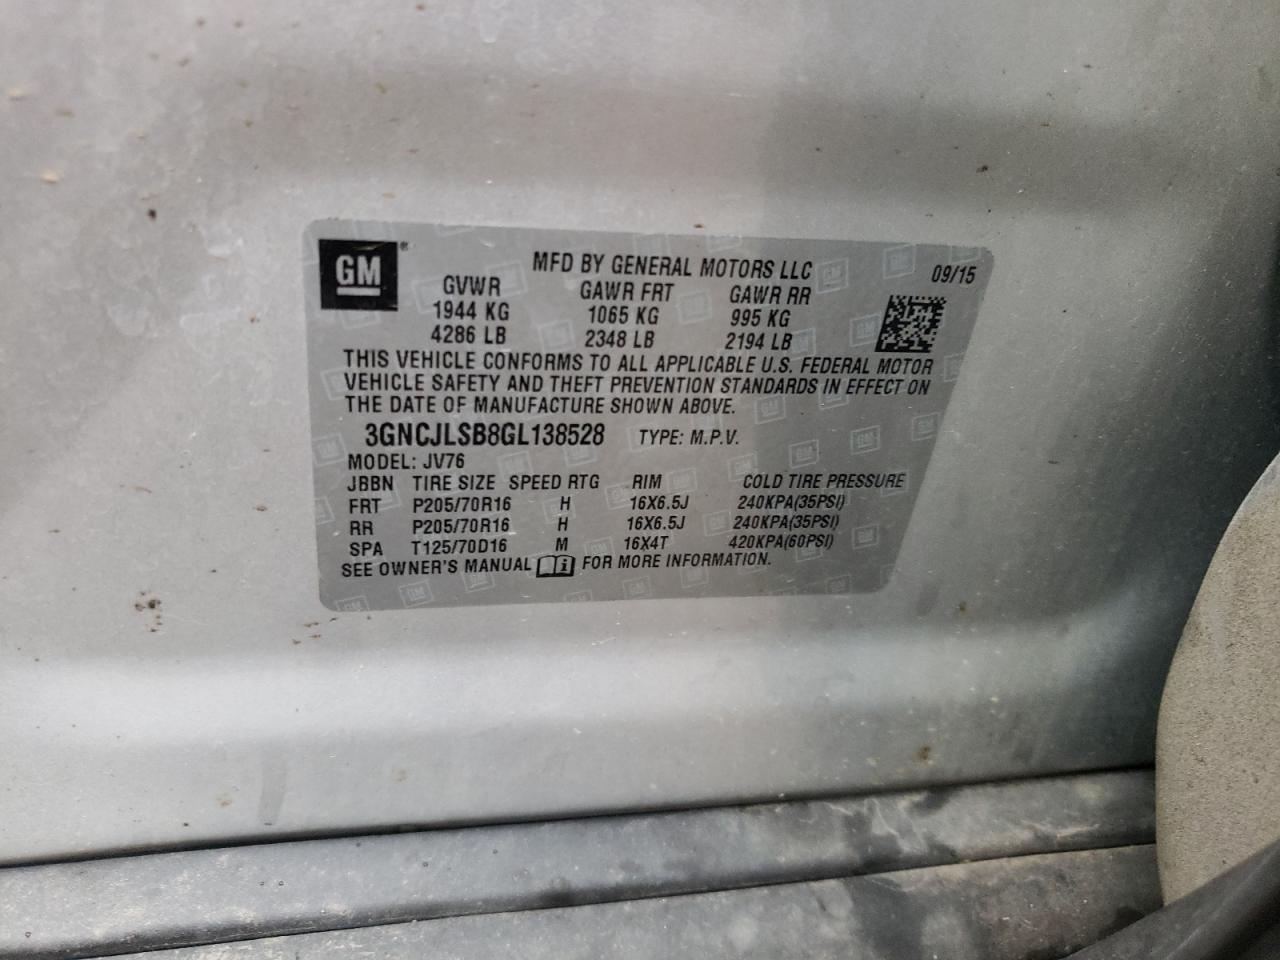 GM ®
MFD BY GENERAL MOTORS LLC 09/15
GVWR GAWR FRT GAWR RR
1944 KG 1065 KG 995 KG
4286 LB 2348 LB 2194 LB
THIS VEHICLE CONFORMS TO ALL APPLICABLE U.S. FEDERAL MOTOR
VEHICLE SAFETY AND THEFT PREVENTION STANDARDS IN EFFECT ON
THE DATE OF MANUFACTURE SHOWN ABOVE.
3GNCJLSB8GL138528 TYPE: M.P.V.
MODEL: JV76
JBBN TIRE SIZE SPEED RTG RIM COLD TIRE PRESSURE
FRT P205/70R16 H 16X6.5J 240KPA(35PSI)
RR P205/70R16 H 16X6.5J 240KPA(35PSI)
SPA T125/70D16 M 16X4T 420KPA(60PSI)
SEE OWNER'S MANUAL i FOR MORE INFORMATION.